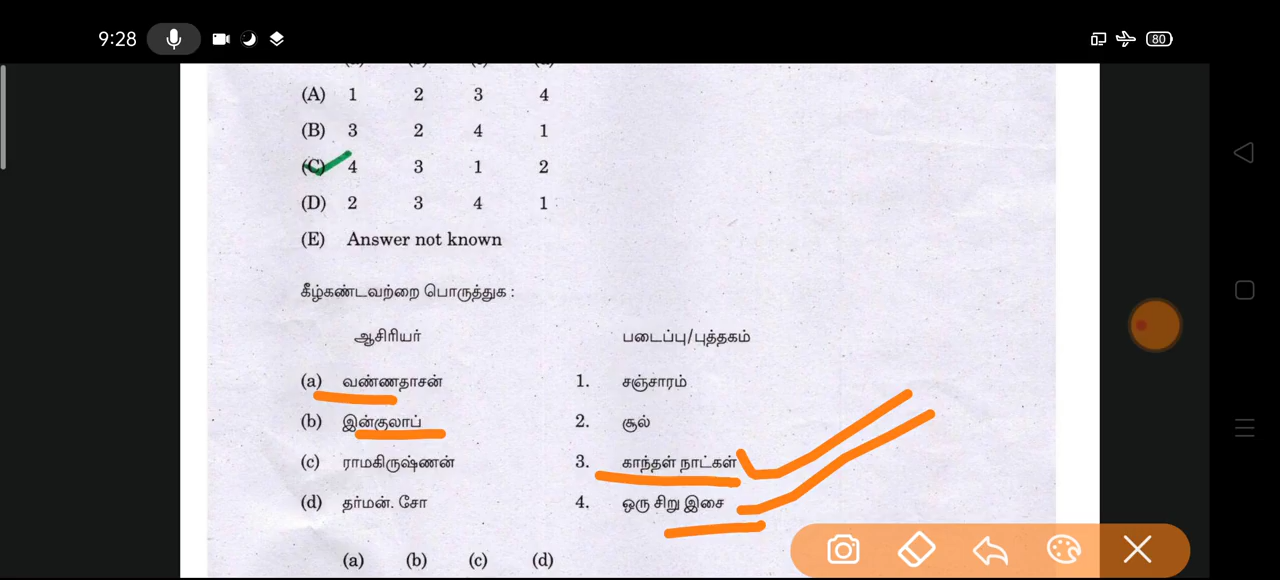 9:28
80
(A) 1 2 3 4
(B) 3 2 4 1
(C) 4 3 1 2
(D) 2 3 4 1
(E) Answer not known
கீழ்கண்டவற்றை பொருத்துக :
ஆசிரியர் படைப்பு/புத்தகம்
(a) வண்ணதாசன் 1. சஞ்சாரம்
(b) இன்குலாப் 2. சூல்
(c) ராமகிருஷ்ணன் 3. காந்தள் நாட்கள்
(d) தர்மன். சோ 4. ஒரு சிறு இசை
(a) (b) (c) (d)